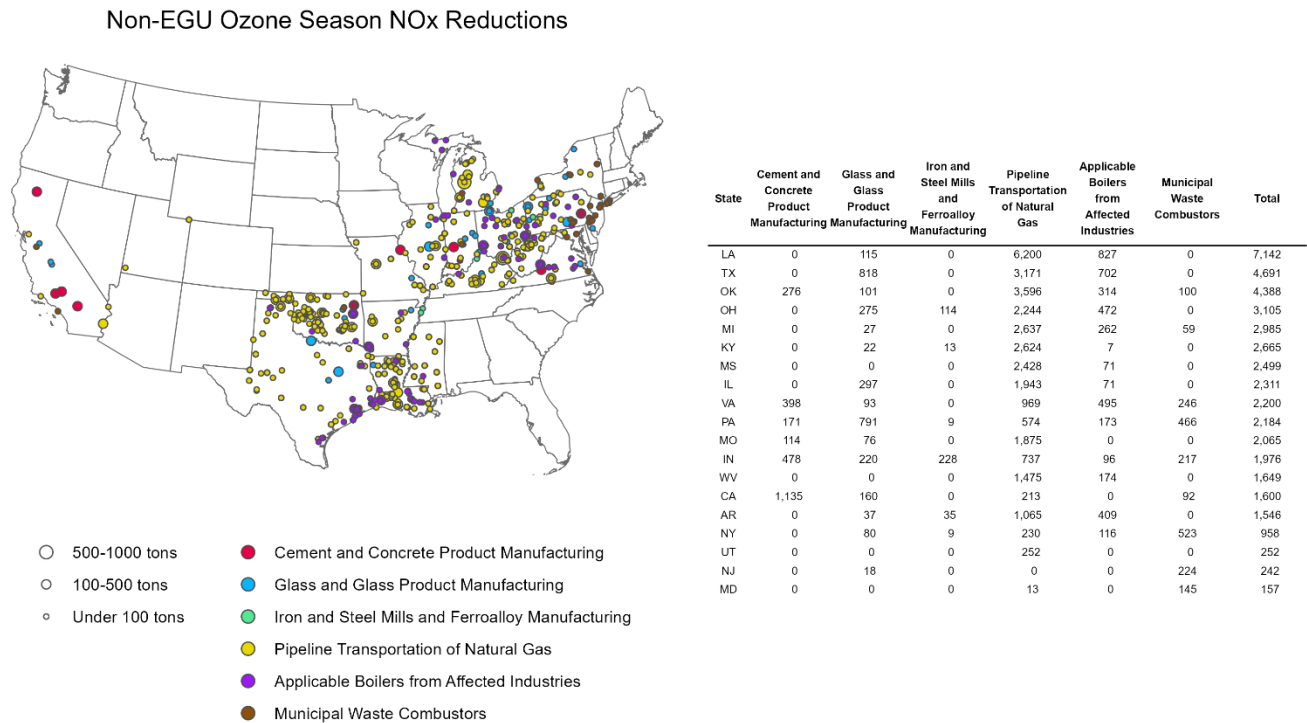 Non-EGU Ozone Season NOx Reductions
500-1000 tons
100-500 tons
Under 100 tons
Cement and Concrete Product Manufacturing
Glass and Glass Product Manufacturing
Iron and Steel Mills and Ferroalloy Manufacturing
Pipeline Transportation of Natural Gas
Applicable Boilers from Affected Industries
Municipal Waste Combustors
State Cement and Concrete Product Manufacturing Glass and Glass Product Manufacturing Iron and Steel Mills and Ferroalloy Manufacturing Pipeline Transportation of Natural Gas Applicable Boilers from Affected Industries Municipal Waste Combustors Total
LA 0 115 0 6,200 827 0 7,142
TX 0 818 0 3,171 702 0 4,691
OK 276 101 0 3,596 314 100 4,388
OH 0 275 114 2,244 472 0 3,105
MI 0 27 0 2,637 262 59 2,985
KY 0 22 13 2,624 7 0 2,665
MS 0 0 0 2,428 71 0 2,499
IL 0 297 0 1,943 71 0 2,311
VA 398 93 0 969 495 246 2,200
PA 171 791 9 574 173 466 2,184
MO 114 76 0 1,875 0 0 2,065
IN 478 220 228 737 96 217 1,976
WV 0 0 0 1,475 174 0 1,649
CA 1,135 160 0 213 0 92 1,600
AR 0 37 35 1,065 409 0 1,546
NY 0 80 9 230 116 523 958
UT 0 0 0 252 0 0 252
NJ 0 18 0 0 0 224 242
MD 0 0 0 13 0 145 157